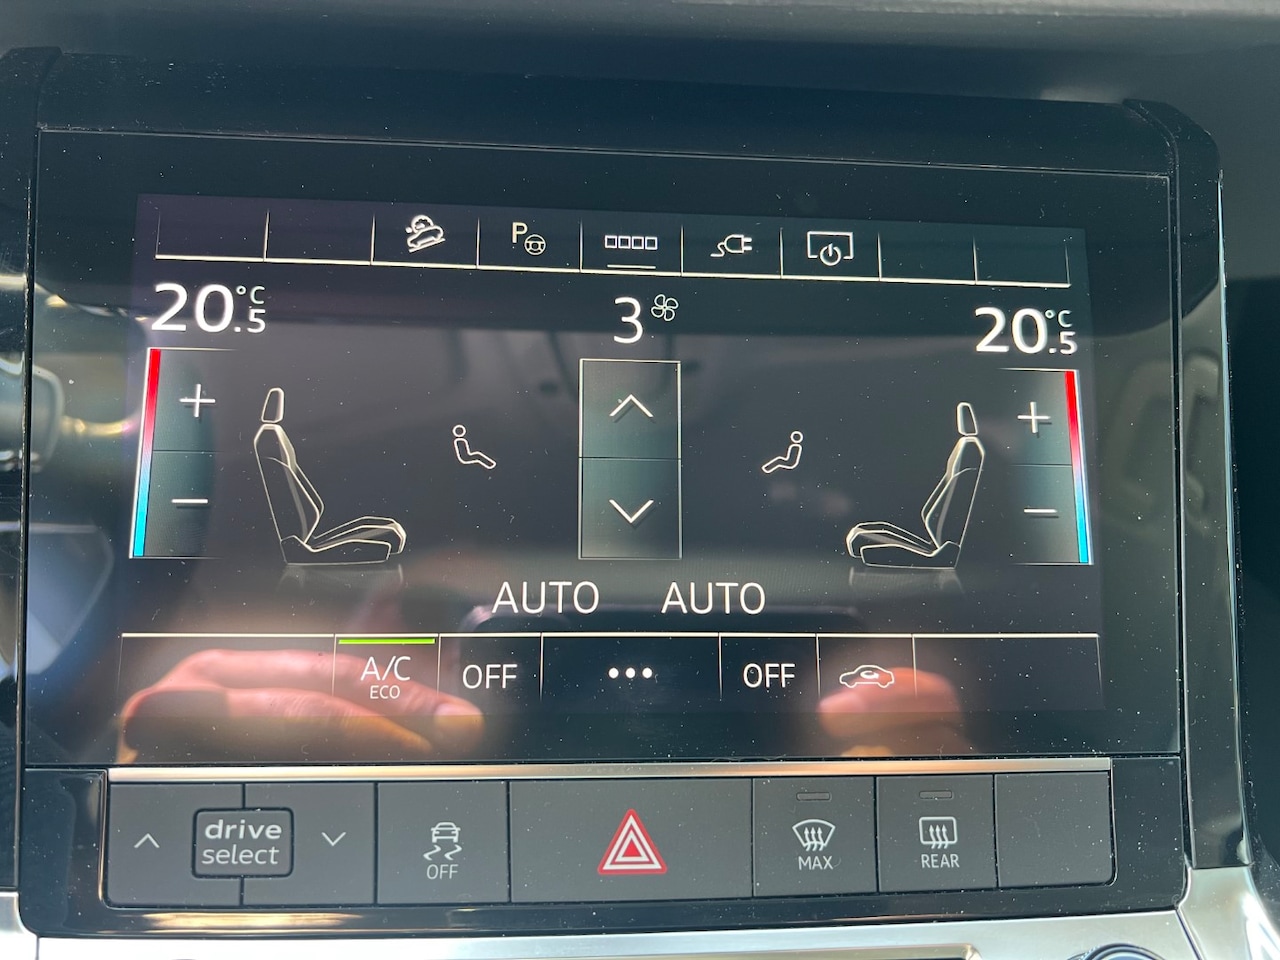 P
20.5°C
3
20.5°C
AUTO AUTO
A/C
ECO
OFF
OFF
drive
select
OFF
MAX
REAR